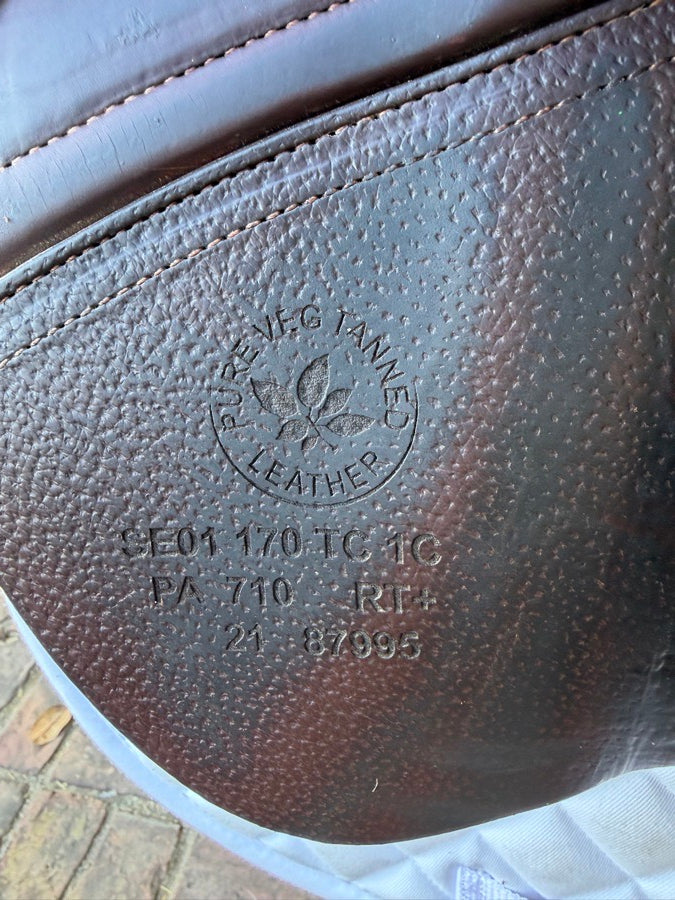 PURE VEG TANNED
LEATHER
SE01 170 TC 1C
PA 710 RT+
21 87995